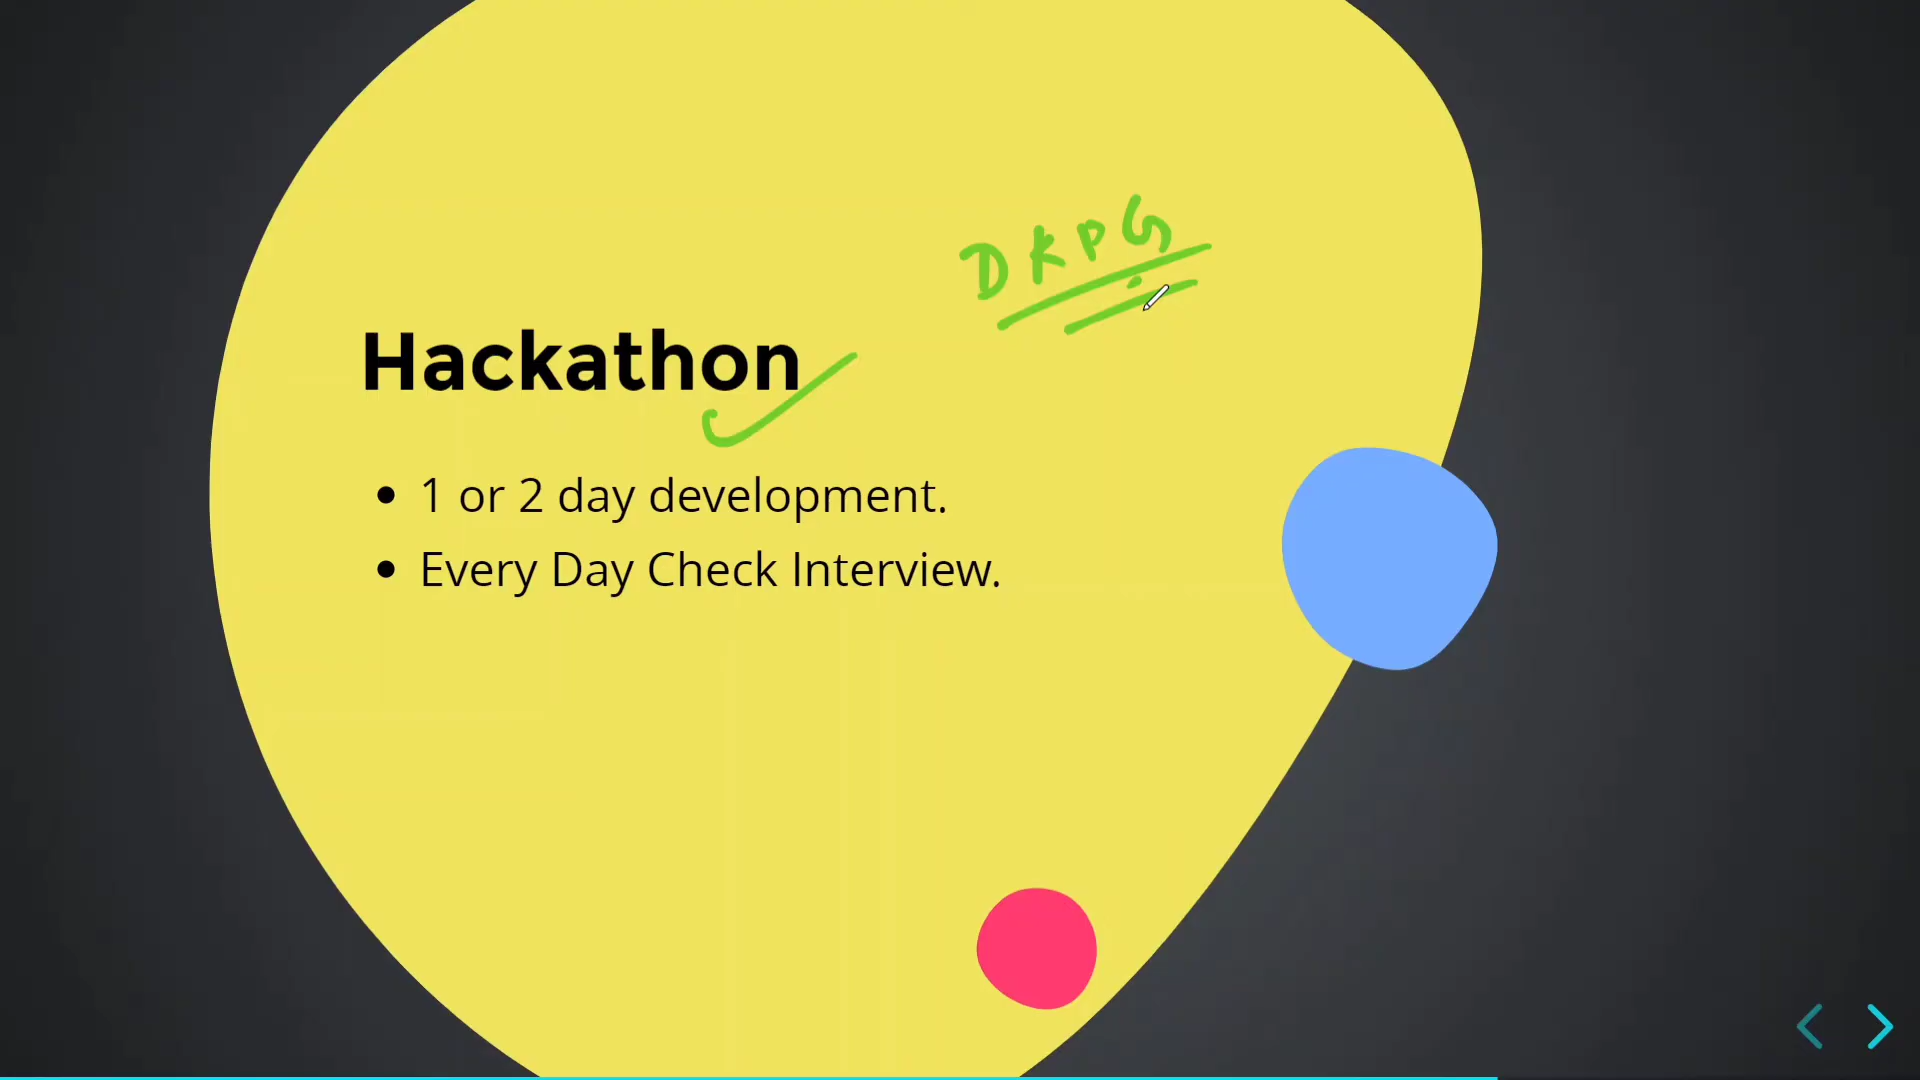 DKPG
Hackathon
1 or 2 day development.
Every Day Check Interview.